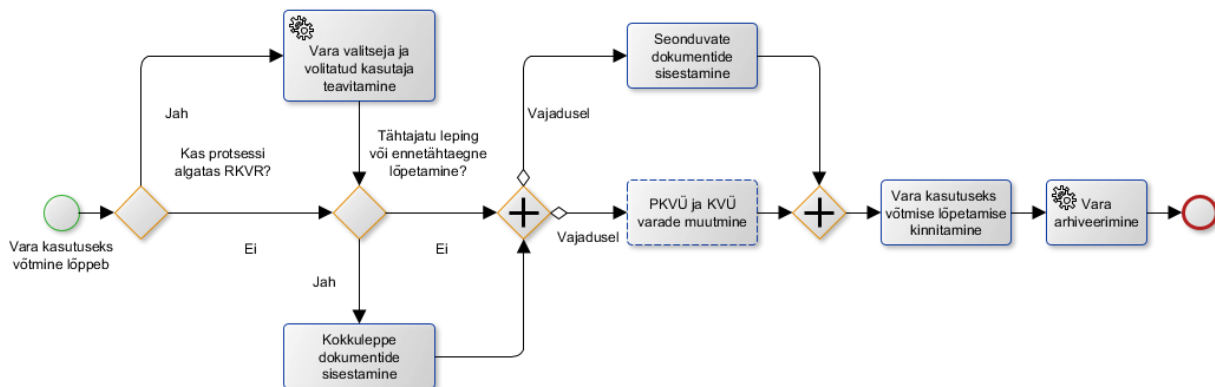 Vara kasutuseks
võtmine lõppeb
Jah
Kas protsessi
algatas RKVR?
Ei
Vara valitseja ja
volitatud kasutaja
teavitamine
Tähtajatu leping
või ennetähtaegne
lõpetamine?
Ei
Jah
Kokkuleppe
dokumentide
sisestamine
Vajadusel
Vajadusel
Seonduvate
dokumentide
sisestamine
PKVÜ ja KVÜ
varade muutmine
Vara kasutuseks
võtmise lõpetamise
kinnitamine
Vara
arhiveerimine